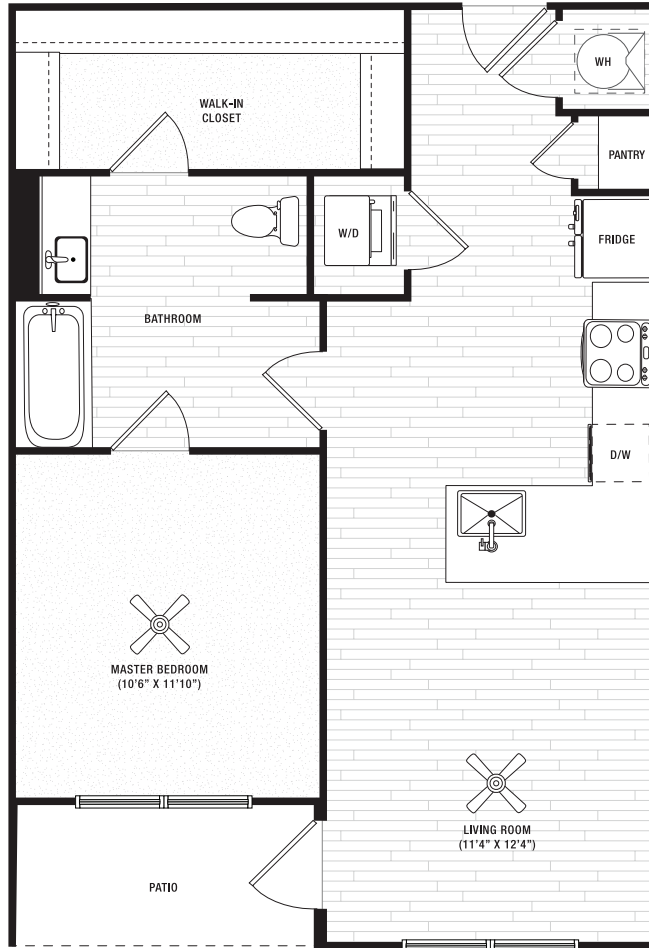 WH
WALK-IN
CLOSET
PANTRY
W/D
FRIDGE
BATHROOM
D/W
MASTER BEDROOM
(10'6” X 11'10”)
LIVING ROOM
(11'4” X 12'4”)
PATIO